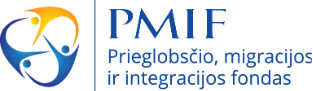 PMIF
Prieglobsčio, migracijos
ir integracijos fondas